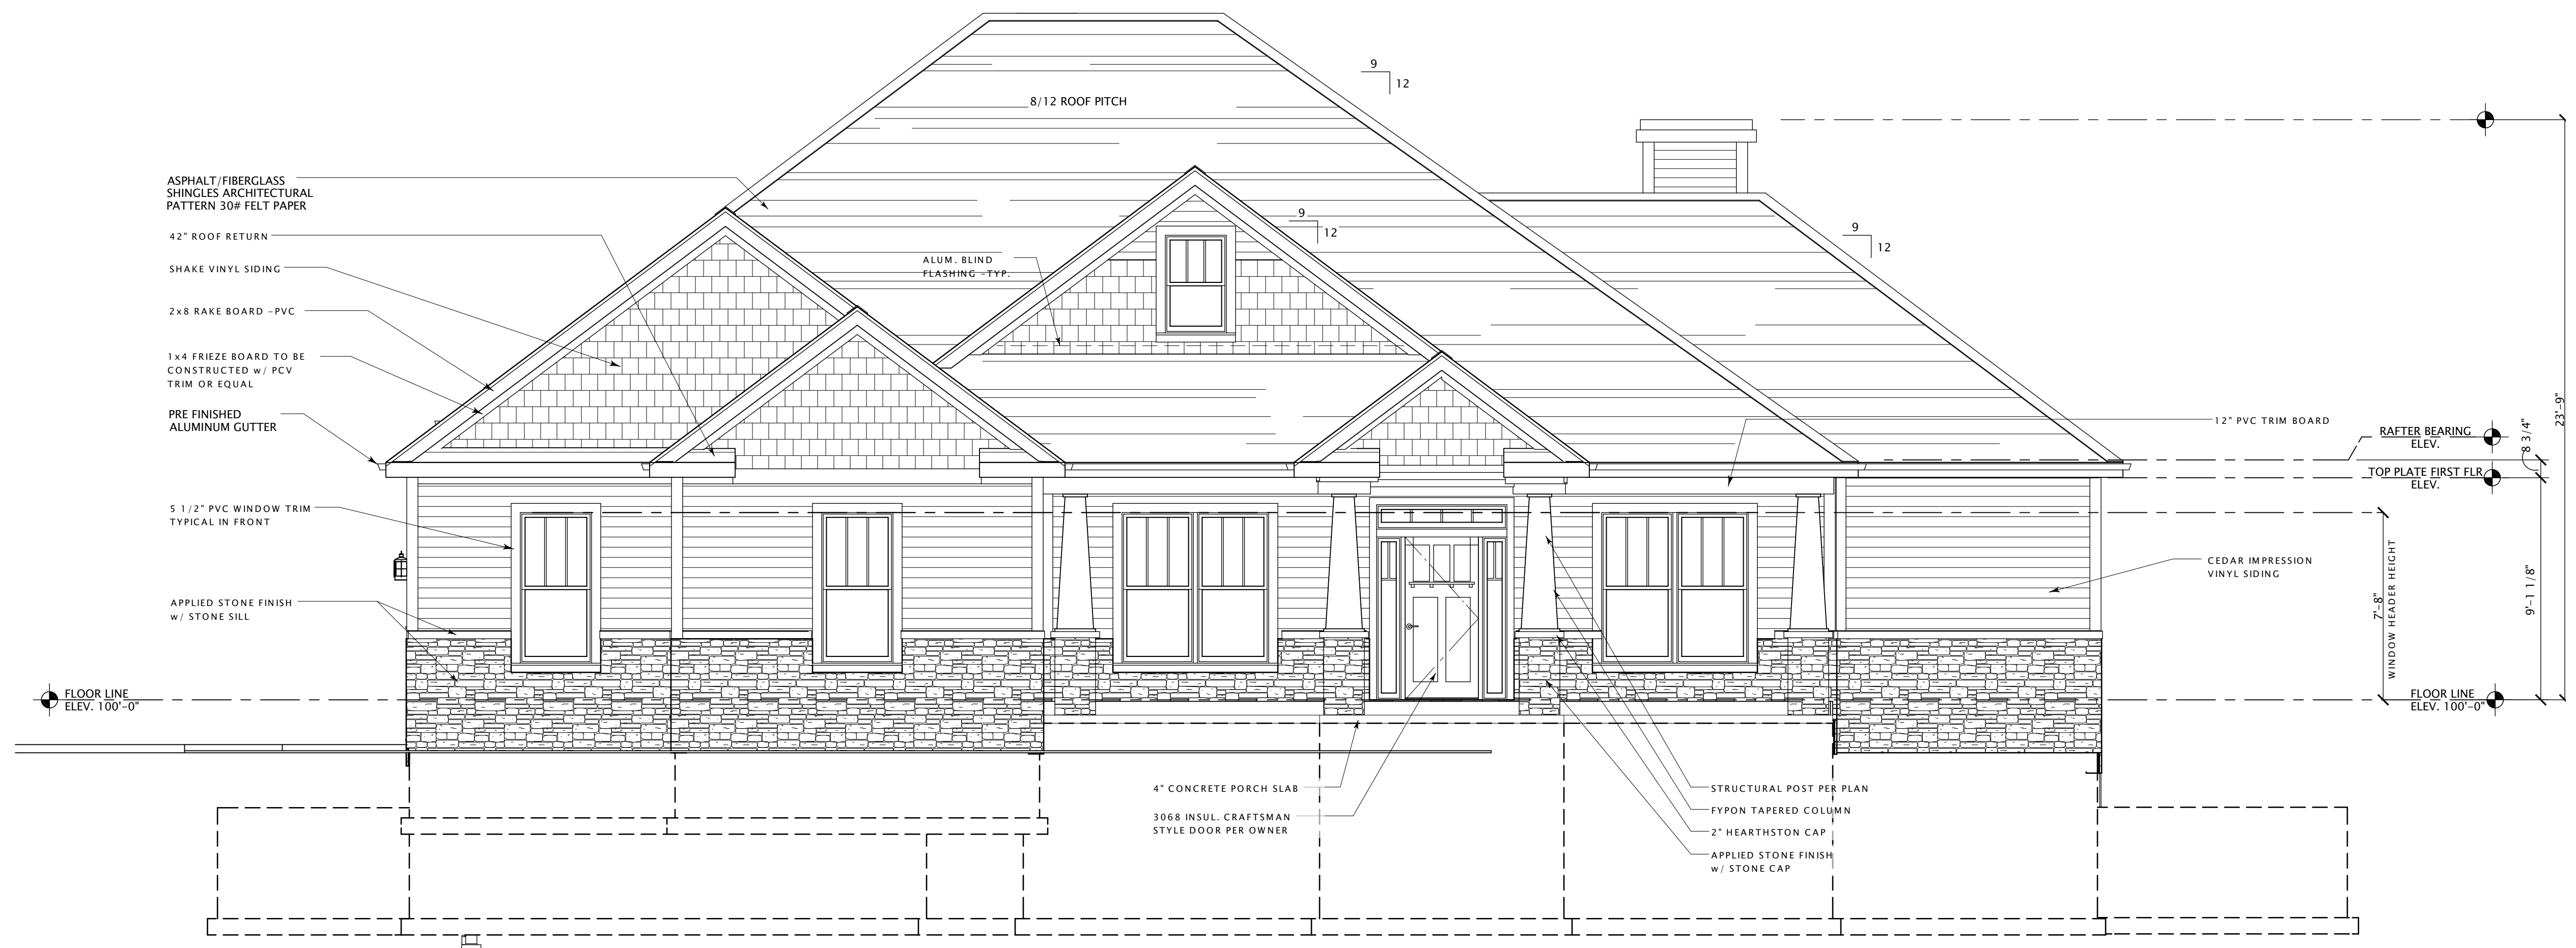 9
12
8/12 ROOF PITCH
ASPHALT/FIBERGLASS
SHINGLES ARCHITECTURAL
PATTERN 30# FELT PAPER
42" ROOF RETURN
SHAKE VINYL SIDING
2x8 RAKE BOARD -PVC
1x4 FRIEZE BOARD TO BE
CONSTRUCTED w/ PCV
TRIM OR EQUAL
PRE FINISHED
ALUMINUM GUTTER
5 1/2" PVC WINDOW TRIM
TYPICAL IN FRONT
APPLIED STONE FINISH
w/ STONE SILL
FLOOR LINE
ELEV. 100'-0"
ALUM. BLIND
FLASHING -TYP.
9
12
9
12
12" PVC TRIM BOARD
RAFTER BEARING
ELEV.
TOP PLATE FIRST FLR
ELEV.
8 3/4"
23'-9"
CEDAR IMPRESSION
VINYL SIDING
7'-8"
WINDOW HEADER HEIGHT
9'-1 1/8"
FLOOR LINE
ELEV. 100'-0"
4" CONCRETE PORCH SLAB
3068 INSUL. CRAFTSMAN
STYLE DOOR PER OWNER
STRUCTURAL POST PER PLAN
FYPON TAPERED COLUMN
2" HEARTHSTON CAP
APPLIED STONE FINISH
w/ STONE CAP